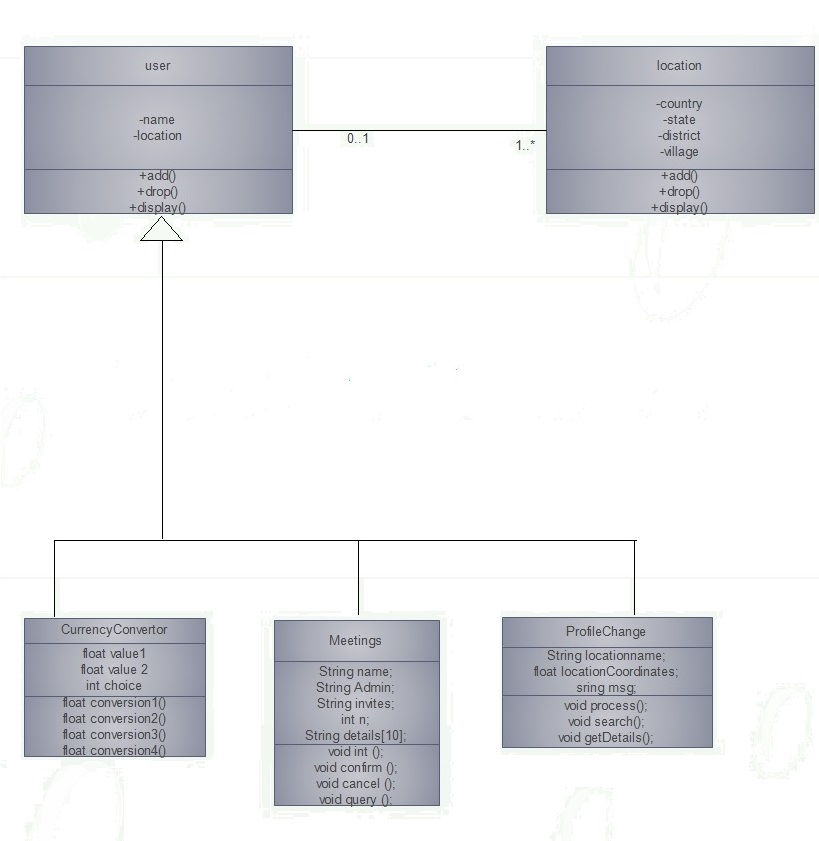 user
-name
-location
+add()
+drop()
+display()
0..1
1..*
location
-country
-state
-district
-village
+add()
+drop()
+display()
CurrencyConvertor
float value1
float value 2
int choice
float conversion1()
float conversion2()
float conversion3()
float conversion4()
Meetings
String name;
String Admin;
String invites;
int n;
String details[10];
void int ();
void confirm ();
void cancel ();
void query ();
ProfileChange
String locationname;
float locationCoordinates;
sring msg;
void process();
void search();
void getDetails();